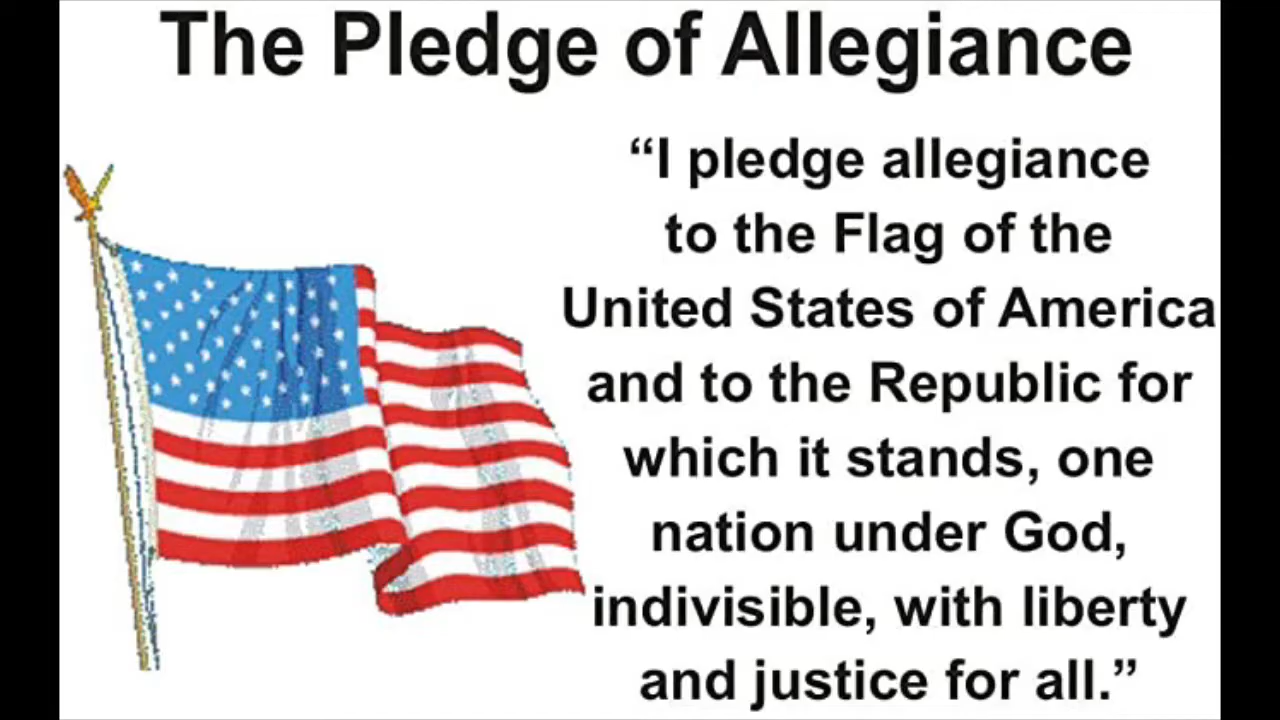 The Pledge of Allegiance
“I pledge allegiance
to the Flag of the
United States of America
and to the Republic for
which it stands, one
nation under God,
indivisible, with liberty
and justice for all.”